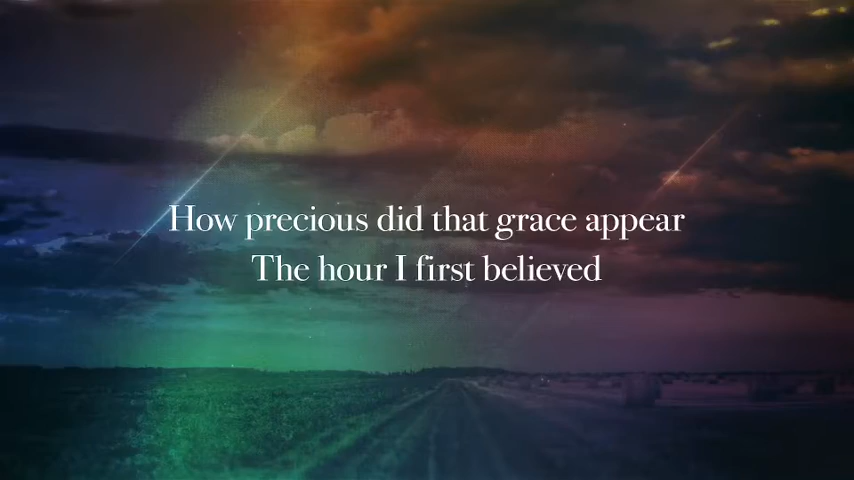 How precious did that grace appear
The hour I first believed